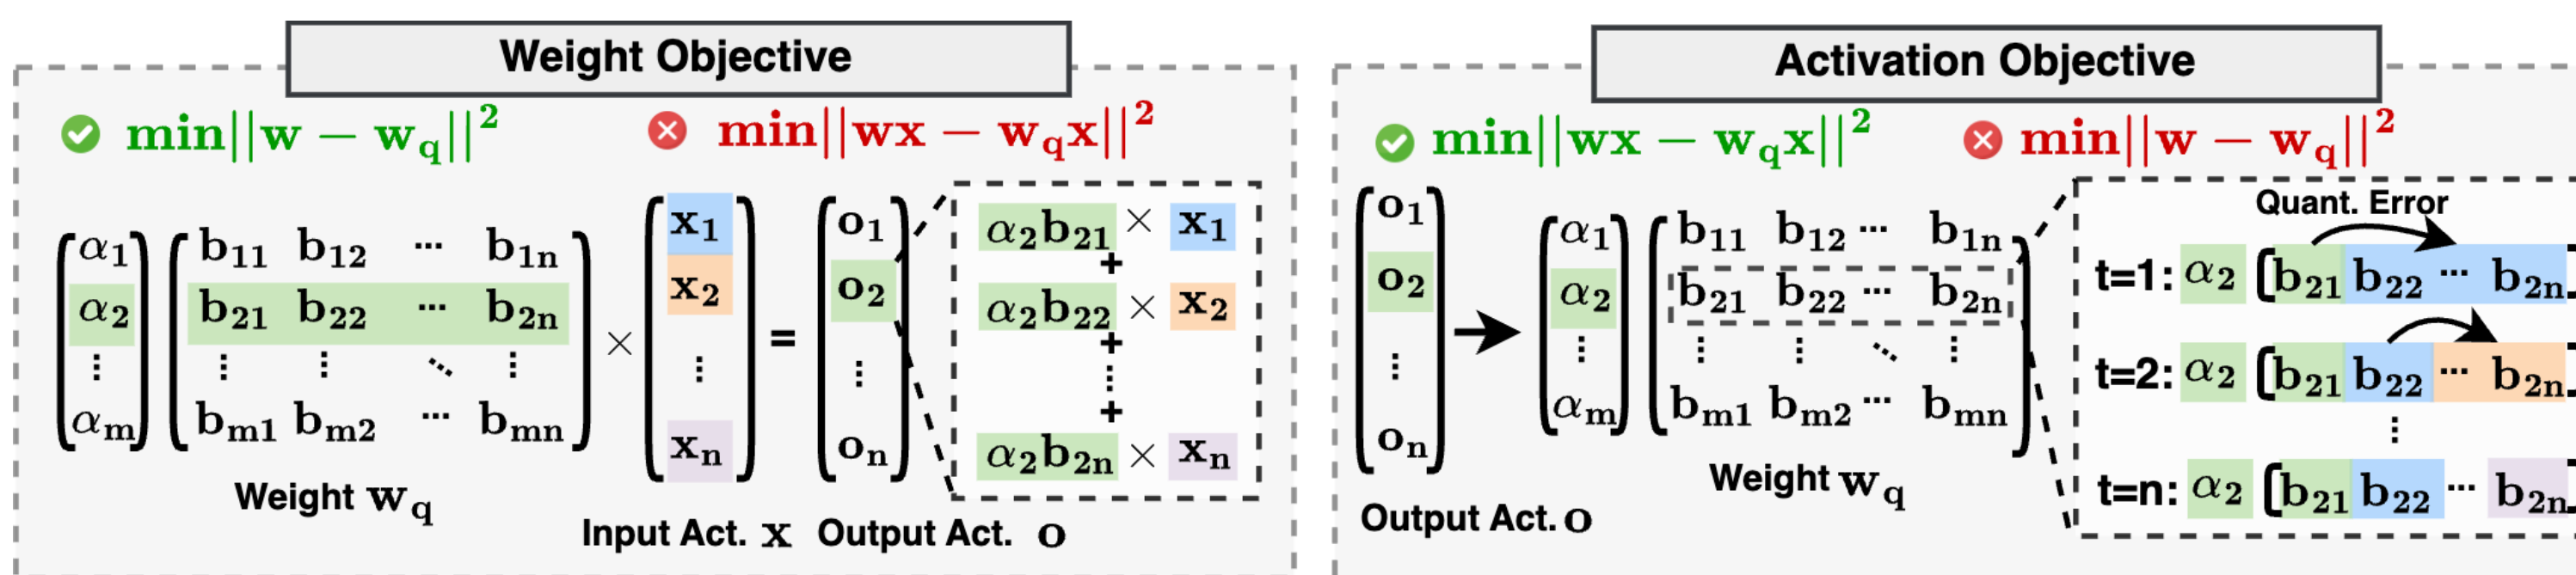 Weight Objective
min||w − w_q||²
min||wx − w_qx||²
α₁ b₁₁ b₁₂ ··· b₁ₙ x₁ o₁ α₂b₂₁ × x₁
+
α₂ b₂₁ b₂₂ ··· b₂ₙ x₂ o₂ α₂b₂₂ × x₂
× = +
⋮ ⋮ ⋮ ⋱ ⋮ ⋮ ⋮ ⋮
+
αₘ bₘ₁ bₘ₂ ··· bₘₙ xₙ oₙ α₂b₂ₙ × xₙ
Weight w_q
Input Act. x Output Act. o
Activation Objective
min||wx − w_qx||²
min||w − w_q||²
o₁ α₁ b₁₁ b₁₂ ··· b₁ₙ
o₂ α₂ b₂₁ b₂₂ ··· b₂ₙ
⋮ ⋮ ⋮ ⋮ ⋱ ⋮
oₙ αₘ bₘ₁ bₘ₂ ··· bₘₙ
Weight w_q
Output Act. o
Quant. Error
t=1: α₂ [b₂₁ b₂₂ ··· b₂ₙ]
t=2: α₂ [b₂₁ b₂₂ ··· b₂ₙ]
⋮
t=n: α₂ [b₂₁ b₂₂ ··· b₂ₙ]